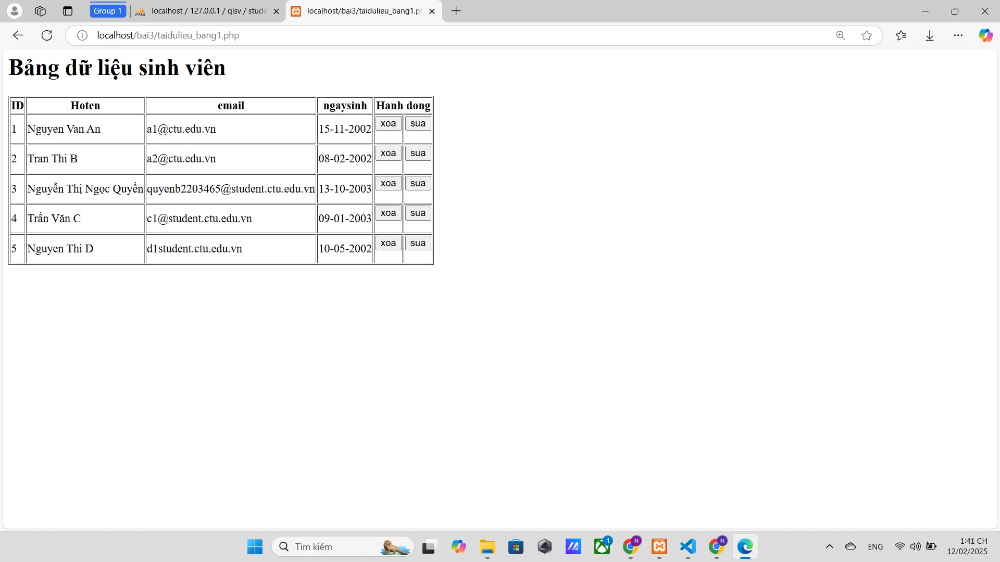 Group 1
localhost / 127.0.0.1 / qlsv / stude
localhost/bai3/taidulieu_bang1.ph
localhost/bai3/taidulieu_bang1.php
Bảng dữ liệu sinh viên
ID Hoten email ngaysinh Hanh dong
1 Nguyen Van An a1@ctu.edu.vn 15-11-2002 xoa sua
2 Tran Thi B a2@ctu.edu.vn 08-02-2002 xoa sua
3 Nguyễn Thị Ngọc Quyển quyenb2203465@student.ctu.edu.vn 13-10-2003 xoa sua
4 Trần Văn C c1@student.ctu.edu.vn 09-01-2003 xoa sua
5 Nguyen Thi D d1student.ctu.edu.vn 10-05-2002 xoa sua
Tìm kiếm
1
N
N
ENG
1:41 CH
12/02/2025
PMA